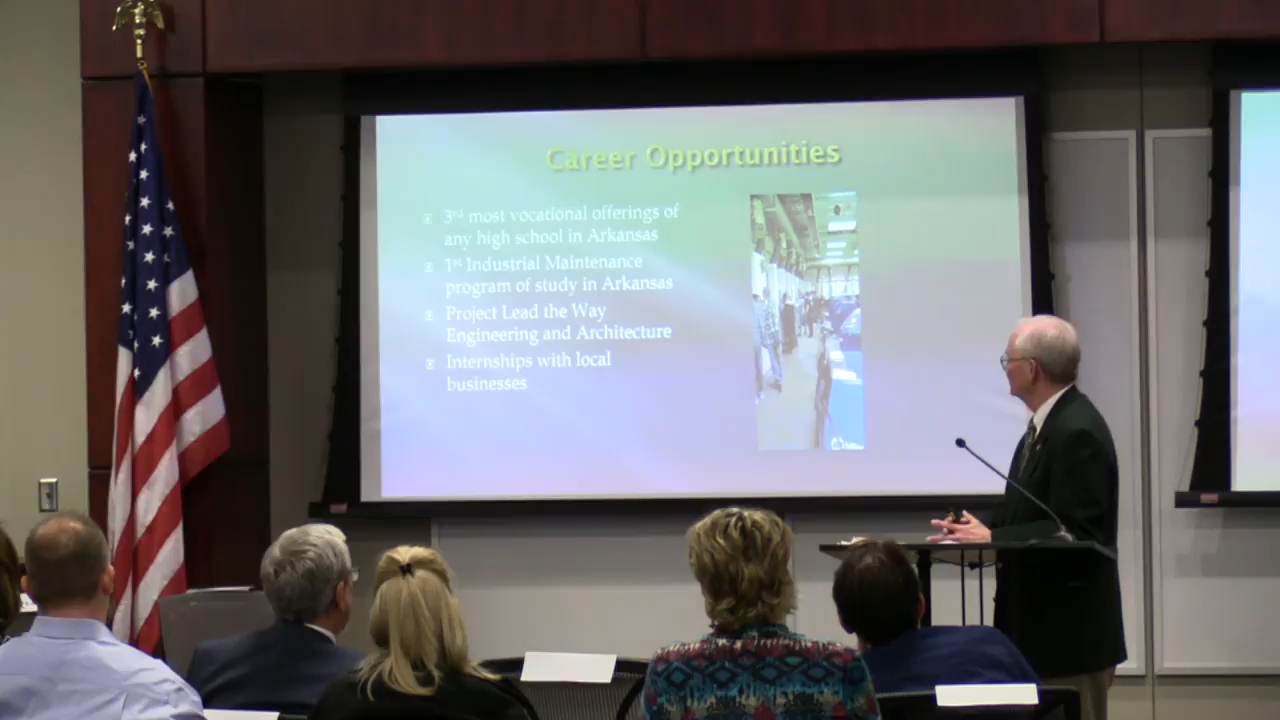 Career Opportunities
3rd most vocational offerings of
any high school in Arkansas
1st Industrial Maintenance
program of study in Arkansas
Project Lead the Way
Engineering and Architecture
Internships with local
businesses